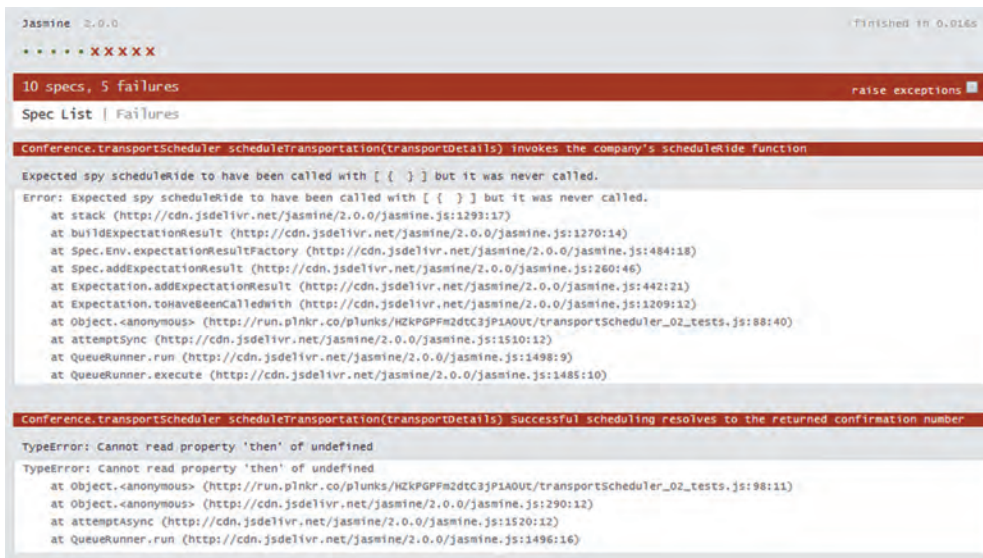 Jasmine 2.0.0
finished in 0.016s
• • • • • x x x x x
10 specs, 5 failures
raise exceptions
Spec List | Failures
Conference.transportScheduler scheduleTransportation(transportDetails) invokes the company's scheduleRide function
Expected spy scheduleRide to have been called with [ { } ] but it was never called.
Error: Expected spy scheduleRide to have been called with [ { } ] but it was never called.
at stack (http://cdn.jsdelivr.net/jasmine/2.0.0/jasmine.js:1293:17)
at buildExpectationResult (http://cdn.jsdelivr.net/jasmine/2.0.0/jasmine.js:1270:14)
at Spec.Env.expectationResultFactory (http://cdn.jsdelivr.net/jasmine/2.0.0/jasmine.js:484:18)
at Spec.addExpectationResult (http://cdn.jsdelivr.net/jasmine/2.0.0/jasmine.js:260:46)
at Expectation.addExpectationResult (http://cdn.jsdelivr.net/jasmine/2.0.0/jasmine.js:442:21)
at Expectation.toHaveBeenCalledWith (http://cdn.jsdelivr.net/jasmine/2.0.0/jasmine.js:1209:12)
at Object.<anonymous> (http://run.plnkr.co/plunks/HZkPGPFm2dtC3jP1AOUt/transportScheduler_02_tests.js:88:40)
at attemptSync (http://cdn.jsdelivr.net/jasmine/2.0.0/jasmine.js:1510:12)
at QueueRunner.run (http://cdn.jsdelivr.net/jasmine/2.0.0/jasmine.js:1498:9)
at QueueRunner.execute (http://cdn.jsdelivr.net/jasmine/2.0.0/jasmine.js:1485:10)
Conference.transportScheduler scheduleTransportation(transportDetails) Successful scheduling resolves to the returned confirmation number
TypeError: Cannot read property 'then' of undefined
TypeError: Cannot read property 'then' of undefined
at Object.<anonymous> (http://run.plnkr.co/plunks/HZkPGPFm2dtC3jP1AOUt/transportScheduler_02_tests.js:98:11)
at Object.<anonymous> (http://cdn.jsdelivr.net/jasmine/2.0.0/jasmine.js:290:12)
at attemptAsync (http://cdn.jsdelivr.net/jasmine/2.0.0/jasmine.js:1520:12)
at QueueRunner.run (http://cdn.jsdelivr.net/jasmine/2.0.0/jasmine.js:1496:16)